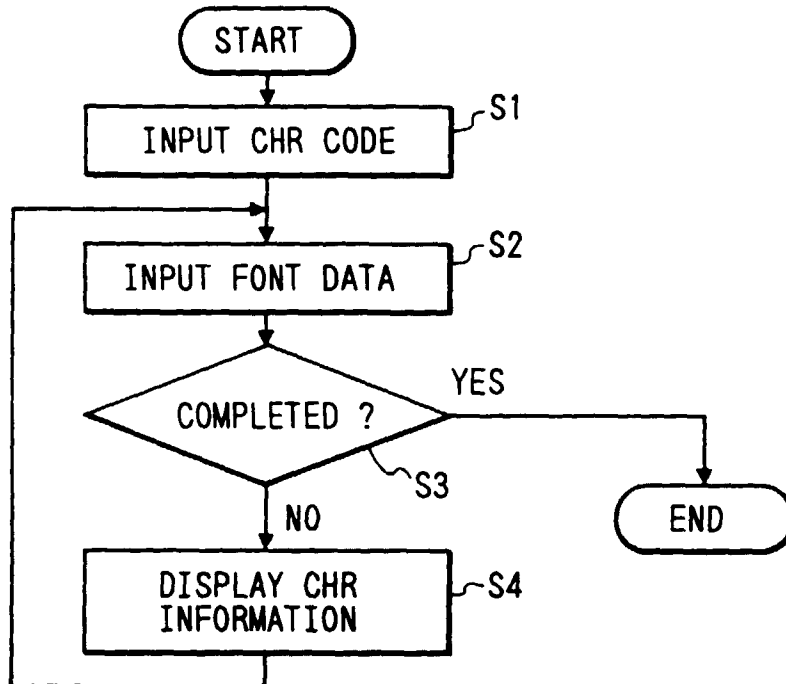 START
INPUT CHR CODE
S1
INPUT FONT DATA
S2
COMPLETED ?
YES
S3
NO
END
DISPLAY CHR
INFORMATION
S4